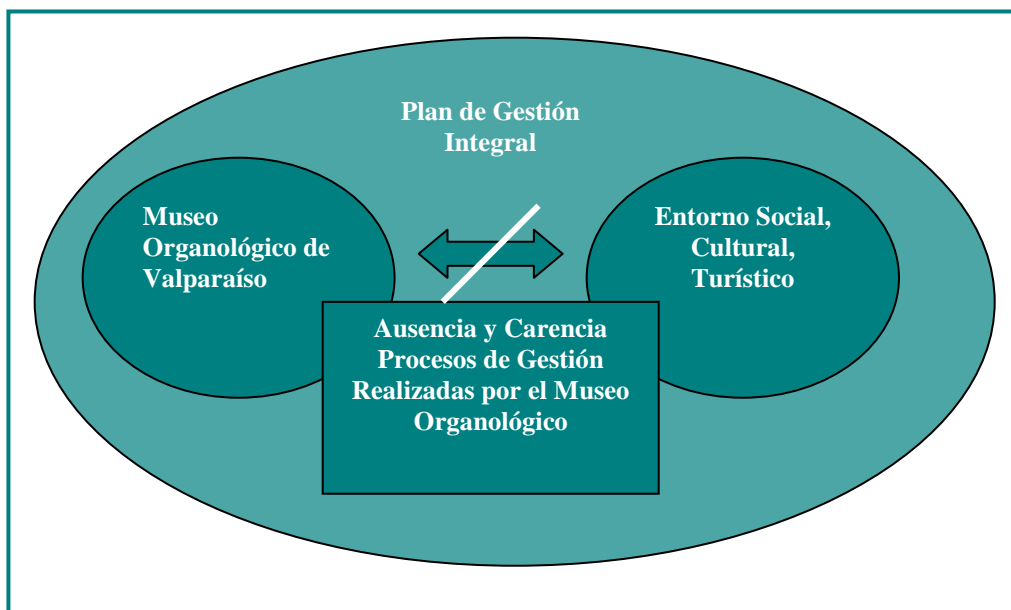 Plan de Gestión
Integral
Museo
Organológico de
Valparaíso
Entorno Social,
Cultural,
Turístico
Ausencia y Carencia
Procesos de Gestión
Realizadas por el Museo
Organológico